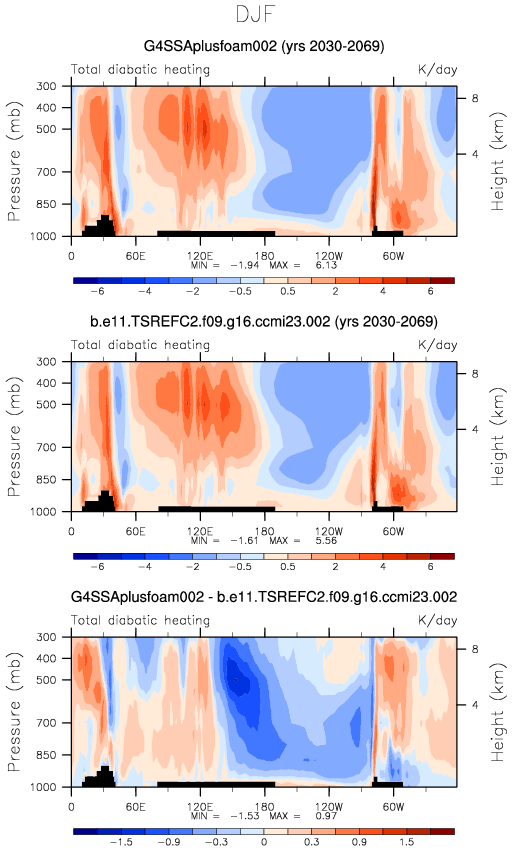 DJF
G4SSAplusfoam002 (yrs 2030-2069)
Total diabatic heating K/day
300
400
500
700
850
1000
Pressure (mb)
8
4
Height (km)
0 60E 120E 180 120W 60W
MIN = -1.94 MAX = 6.13
-6 -4 -2 -0.5 0.5 2 4 6
b.e11.TSREFC2.f09.g16.ccmi23.002 (yrs 2030-2069)
Total diabatic heating K/day
300
400
500
700
850
1000
Pressure (mb)
8
4
Height (km)
0 60E 120E 180 120W 60W
MIN = -1.61 MAX = 5.56
-6 -4 -2 -0.5 0.5 2 4 6
G4SSAplusfoam002 - b.e11.TSREFC2.f09.g16.ccmi23.002
Total diabatic heating K/day
300
400
500
700
850
1000
Pressure (mb)
8
4
Height (km)
0 60E 120E 180 120W 60W
MIN = -1.53 MAX = 0.97
-1.5 -0.9 -0.3 0 0.3 0.9 1.5